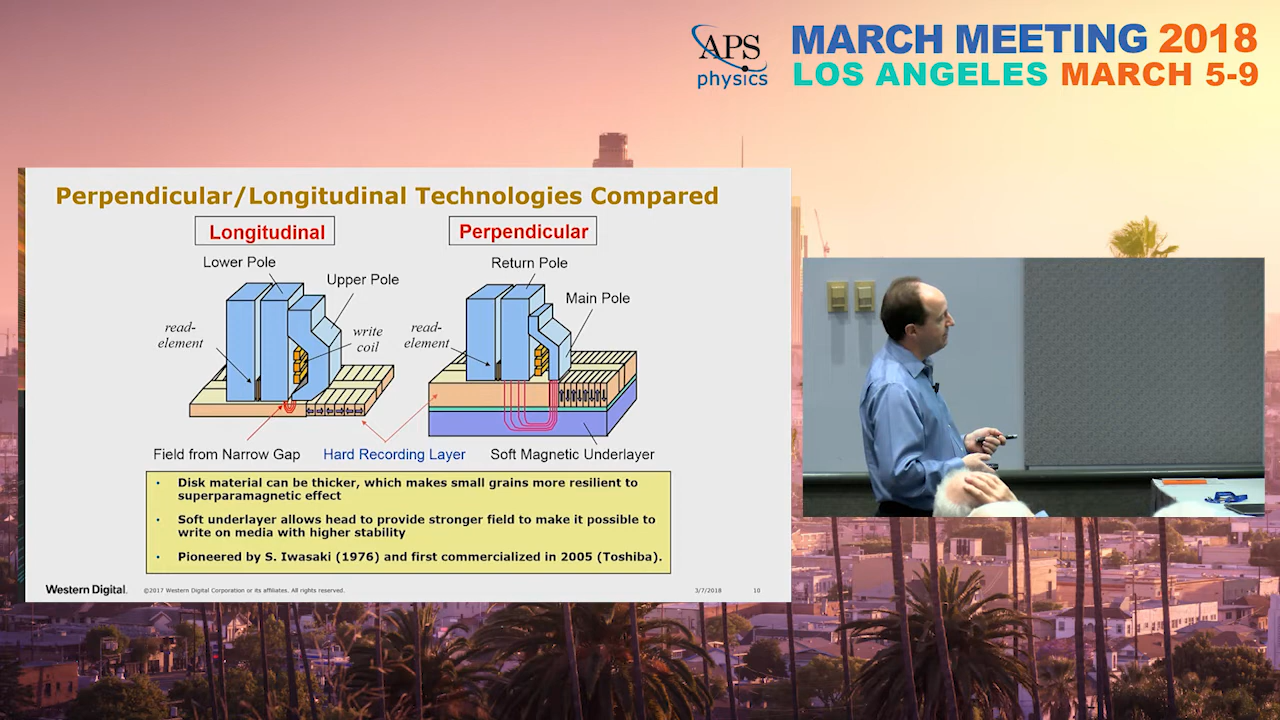 APS
physics
MARCH MEETING 2018
LOS ANGELES MARCH 5-9
Perpendicular/Longitudinal Technologies Compared
Longitudinal
Perpendicular
Lower Pole
Upper Pole
read-
element
write
coil
Return Pole
Main Pole
read-
element
Field from Narrow Gap
Hard Recording Layer
Soft Magnetic Underlayer
• Disk material can be thicker, which makes small grains more resilient to
superparamagnetic effect
• Soft underlayer allows head to provide stronger field to make it possible to
write on media with higher stability
• Pioneered by S. Iwasaki (1976) and first commercialized in 2005 (Toshiba).
Western Digital.
©2017 Western Digital Corporation or its affiliates. All rights reserved.
3/7/2018
10